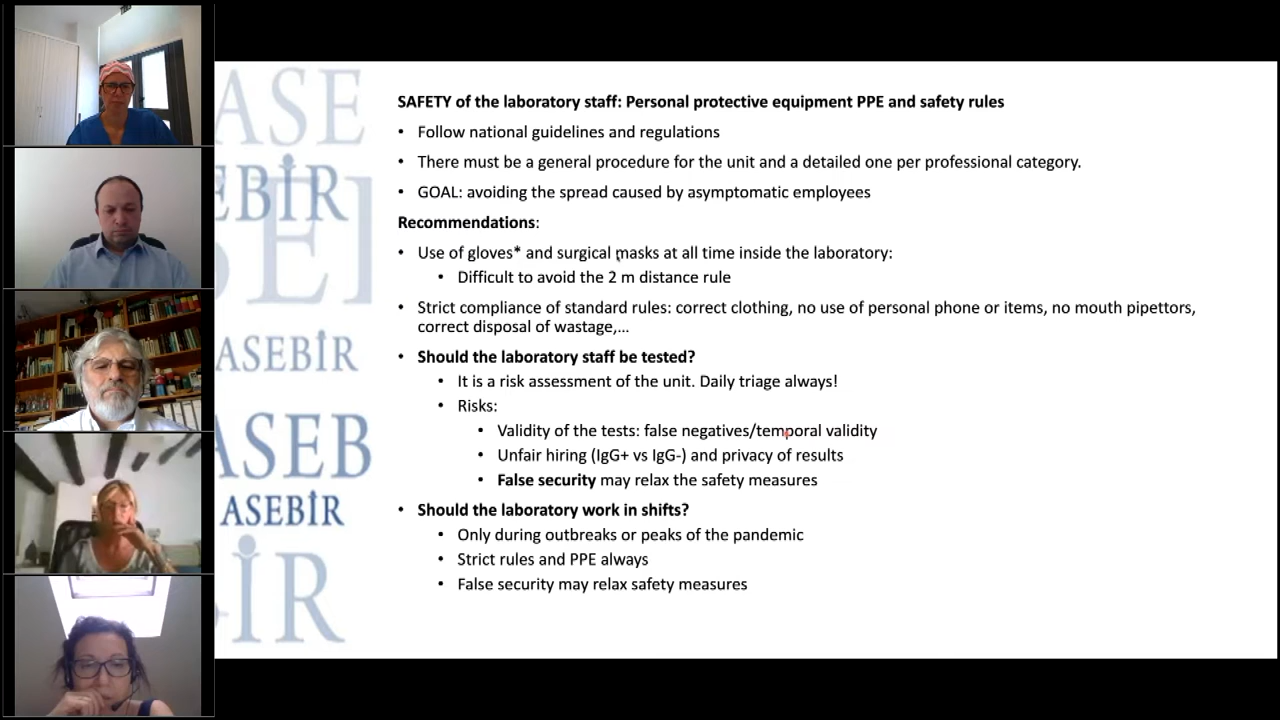 ASE
EBIR
SEI
ASEBIR
ASEB
ASEBIR
IR
SAFETY of the laboratory staff: Personal protective equipment PPE and safety rules
• Follow national guidelines and regulations
• There must be a general procedure for the unit and a detailed one per professional category.
• GOAL: avoiding the spread caused by asymptomatic employees
Recommendations:
• Use of gloves* and surgical masks at all time inside the laboratory:
• Difficult to avoid the 2 m distance rule
• Strict compliance of standard rules: correct clothing, no use of personal phone or items, no mouth pipettors,
correct disposal of wastage,...
• Should the laboratory staff be tested?
• It is a risk assessment of the unit. Daily triage always!
• Risks:
• Validity of the tests: false negatives/temporal validity
• Unfair hiring (IgG+ vs IgG-) and privacy of results
• False security may relax the safety measures
• Should the laboratory work in shifts?
• Only during outbreaks or peaks of the pandemic
• Strict rules and PPE always
• False security may relax safety measures